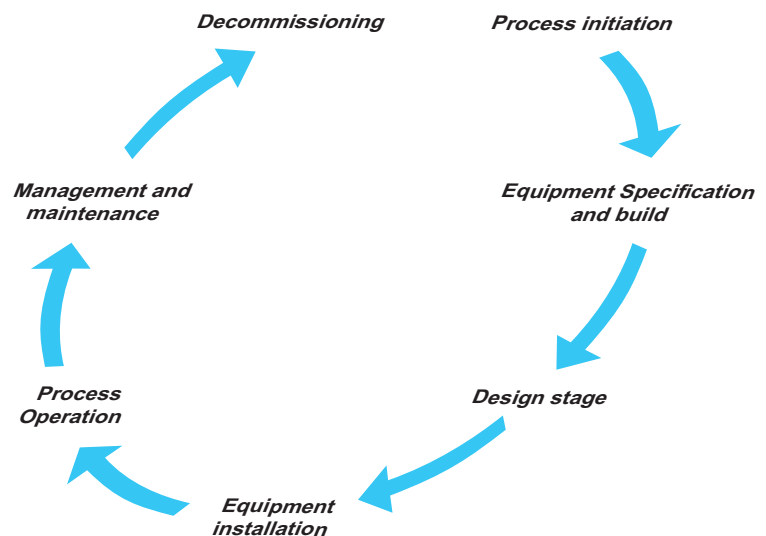 Decommissioning
Process initiation
Management and
maintenance
Equipment Specification
and build
Process
Operation
Design stage
Equipment
installation